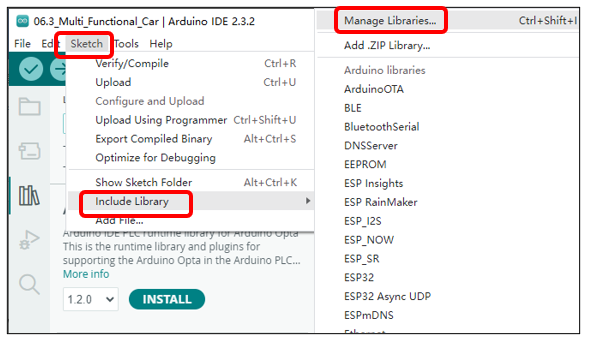 06.3_Multi_Functional_Car | Arduino IDE 2.3.2
File Edit Sketch Tools Help
Verify/Compile Ctrl+R
Upload Ctrl+U
Configure and Upload
Upload Using Programmer Ctrl+Shift+U
Export Compiled Binary Alt+Ctrl+S
Optimize for Debugging
Show Sketch Folder Alt+Ctrl+K
Include Library
Add File...
Arduino IDE PLC runtime library for Arduino Opta
This is the runtime library and plugins for
supporting the Arduino Opta in the Arduino PLC...
More info
1.2.0 INSTALL
Manage Libraries... Ctrl+Shift+I
Add .ZIP Library...
Arduino libraries
ArduinoOTA
BLE
BluetoothSerial
DNSServer
EEPROM
ESP Insights
ESP RainMaker
ESP_I2S
ESP_NOW
ESP_SR
ESP32
ESP32 Async UDP
ESPmDNS
Ethernet